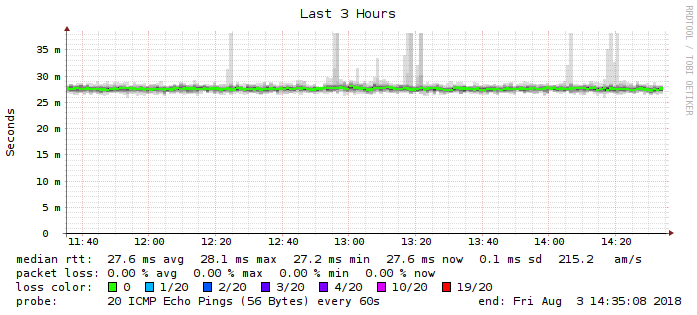 Last 3 Hours
RRDTOOL / TOBI OETIKER
Seconds
35 m
30 m
25 m
20 m
15 m
10 m
5 m
0
11:40 12:00 12:20 12:40 13:00 13:20 13:40 14:00 14:20
median rtt: 27.6 ms avg 28.1 ms max 27.2 ms min 27.6 ms now 0.1 ms sd 215.2 am/s
packet loss: 0.00 % avg 0.00 % max 0.00 % min 0.00 % now
loss color: 0 1/20 2/20 3/20 4/20 10/20 19/20
probe: 20 ICMP Echo Pings (56 Bytes) every 60s end: Fri Aug 3 14:35:08 2018